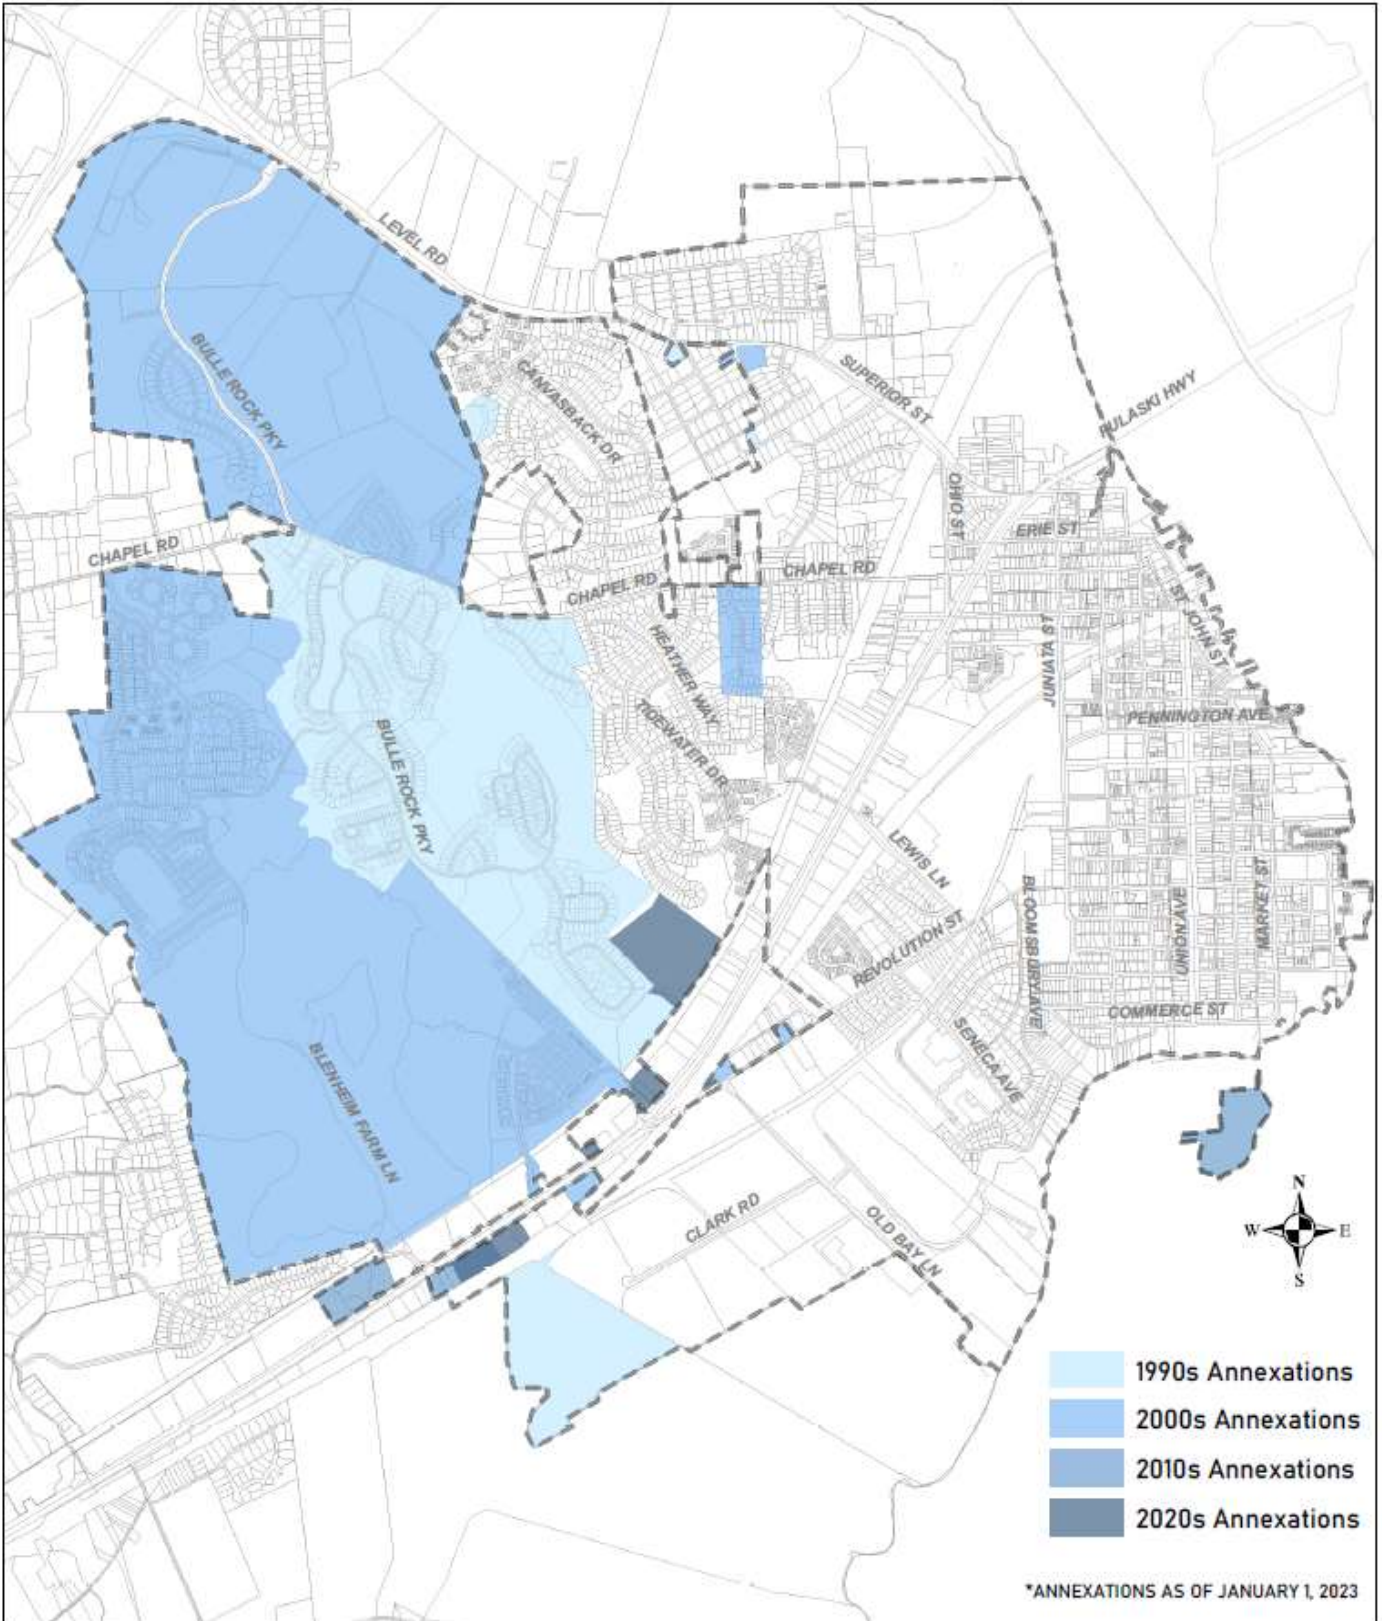 LEVEL RD
BULLE ROCK PKY
CANVASBACK DR
SUPERIOR ST
PULASKI HWY
OHIO ST
ERIE ST
CHAPEL RD
CHAPEL RD
CHAPEL RD
ST JOHN ST
HEATHER WAY
JUNIATA ST
TIDEWATER DR
PENNINGTON AVE
BULLE ROCK PKY
LEWIS LN
BLOOMSBURY AVE
UNION AVE
MARKET ST
REVOLUTION ST
COMMERCE ST
SENECA AVE
BLENHEIM FARM LN
CLARK RD
OLD BAY LN
N
W E
S
1990s Annexations
2000s Annexations
2010s Annexations
2020s Annexations
*ANNEXATIONS AS OF JANUARY 1, 2023